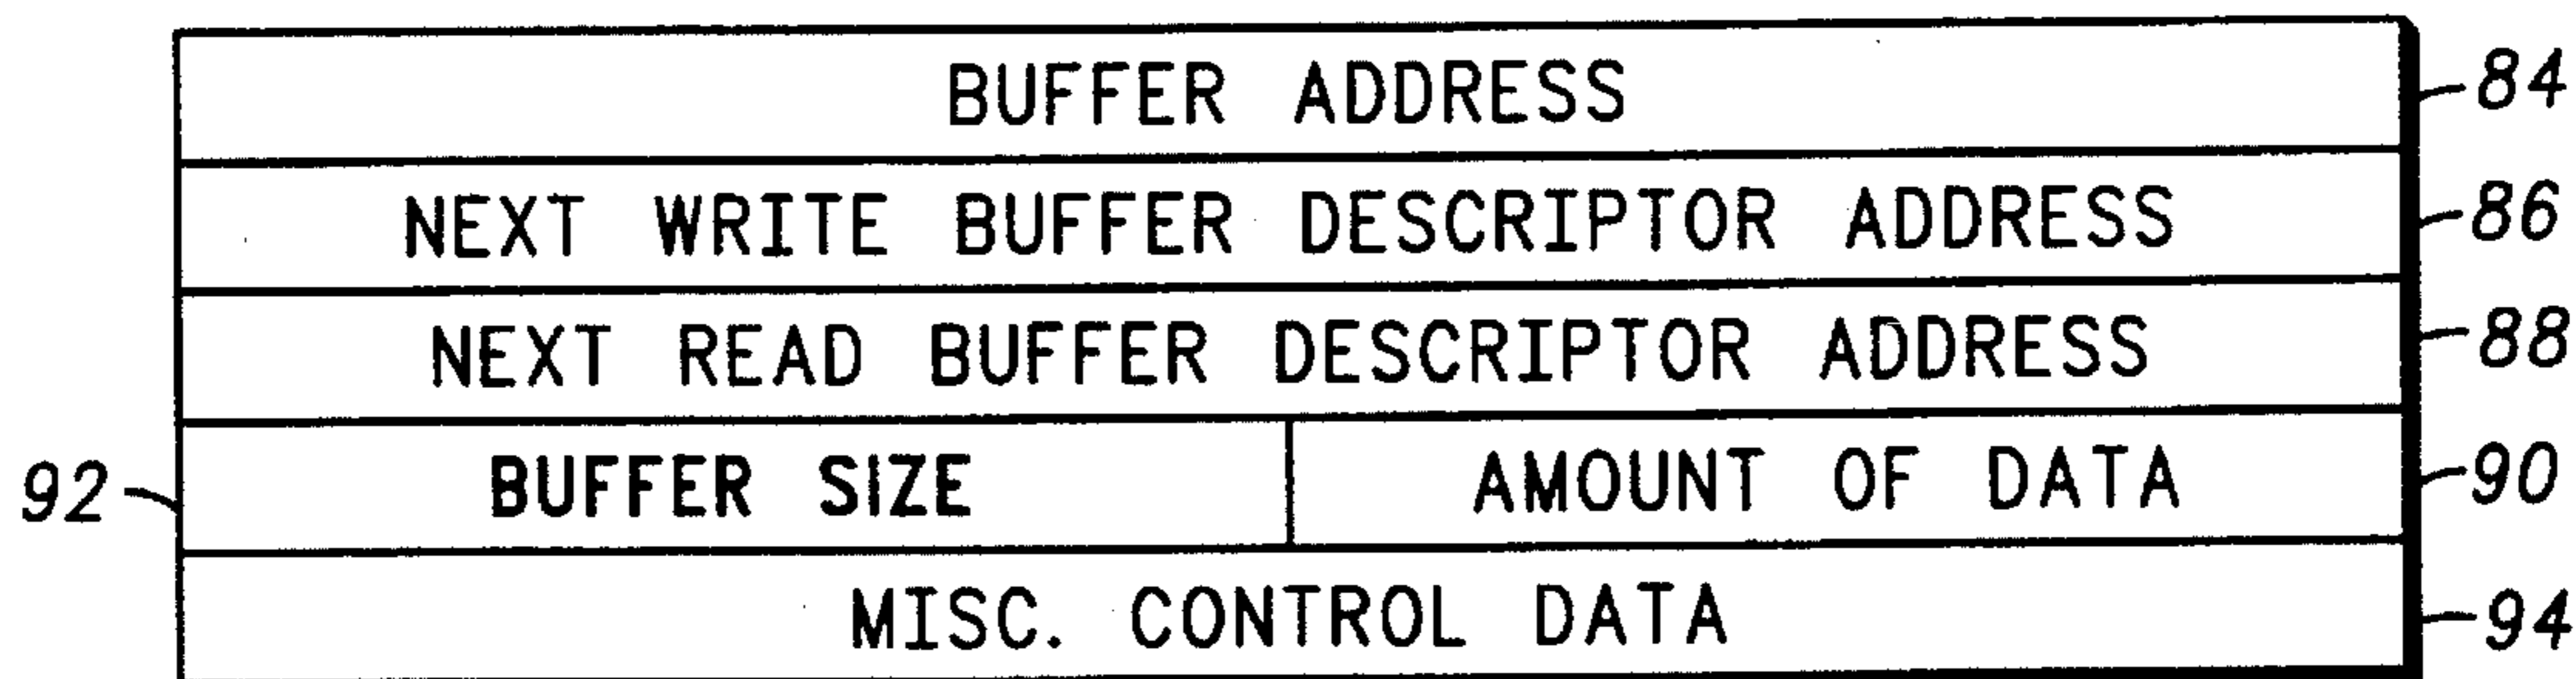 BUFFER ADDRESS 84
NEXT WRITE BUFFER DESCRIPTOR ADDRESS 86
NEXT READ BUFFER DESCRIPTOR ADDRESS 88
92 BUFFER SIZE AMOUNT OF DATA 90
MISC. CONTROL DATA 94